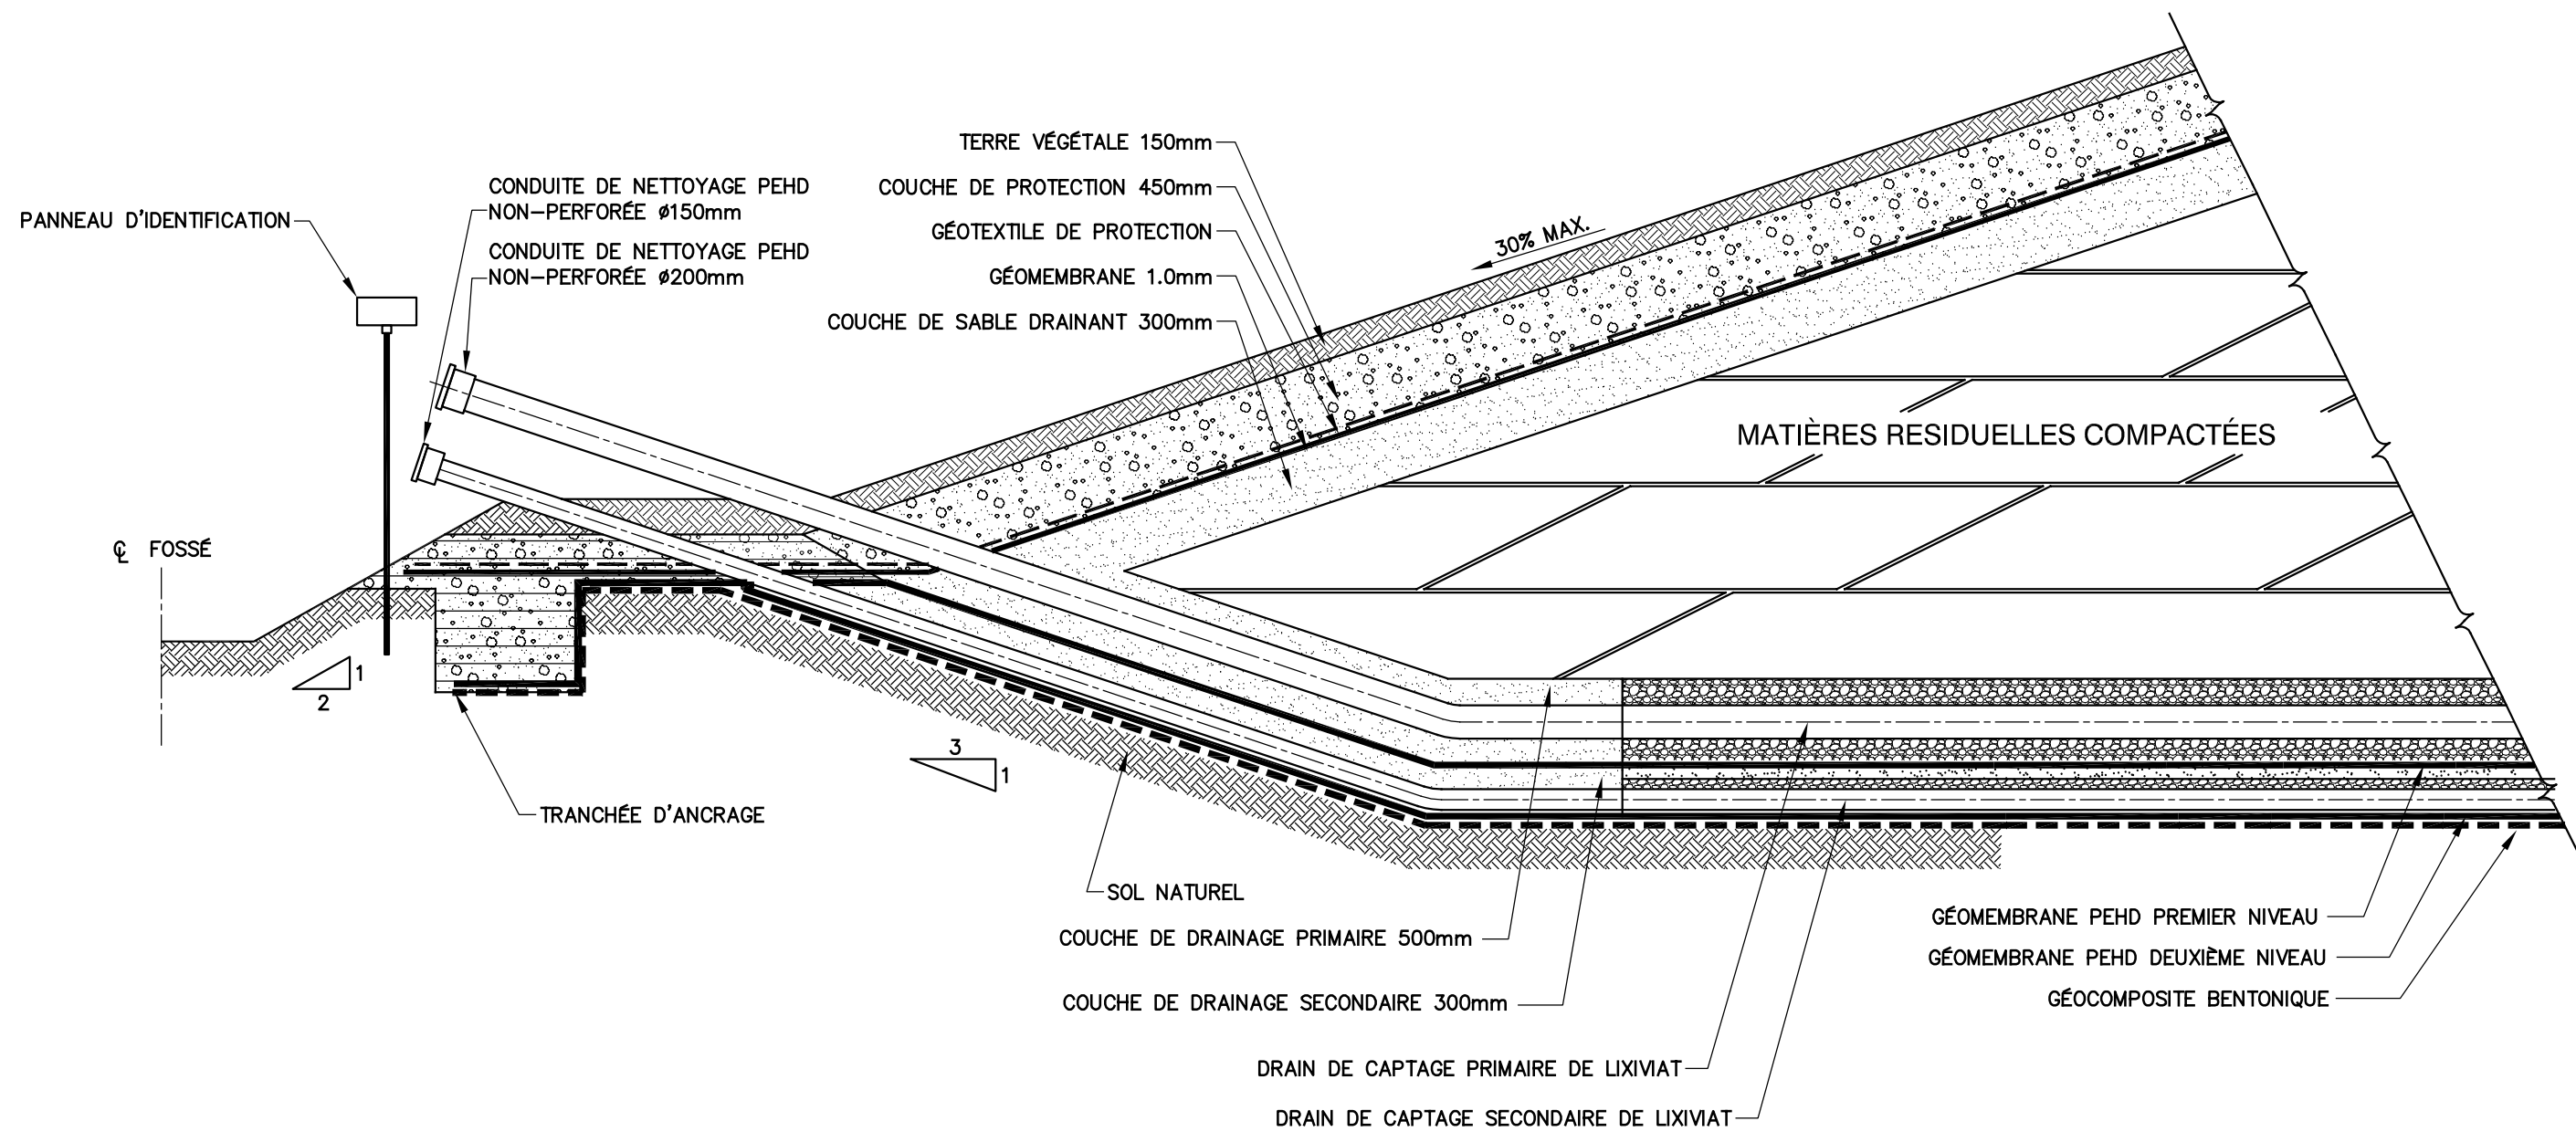 TERRE VÉGÉTALE 150mm
COUCHE DE PROTECTION 450mm
GÉOTEXTILE DE PROTECTION
GÉOMEMBRANE 1.0mm
COUCHE DE SABLE DRAINANT 300mm
CONDUITE DE NETTOYAGE PEHD
NON-PERFORÉE ø150mm
CONDUITE DE NETTOYAGE PEHD
NON-PERFORÉE ø200mm
PANNEAU D'IDENTIFICATION
30% MAX.
MATIÈRES RESIDUELLES COMPACTÉES
℄ FOSSÉ
1
2
3
1
TRANCHÉE D'ANCRAGE
SOL NATUREL
COUCHE DE DRAINAGE PRIMAIRE 500mm
COUCHE DE DRAINAGE SECONDAIRE 300mm
DRAIN DE CAPTAGE PRIMAIRE DE LIXIVIAT
DRAIN DE CAPTAGE SECONDAIRE DE LIXIVIAT
GÉOMEMBRANE PEHD PREMIER NIVEAU
GÉOMEMBRANE PEHD DEUXIÈME NIVEAU
GÉOCOMPOSITE BENTONIQUE